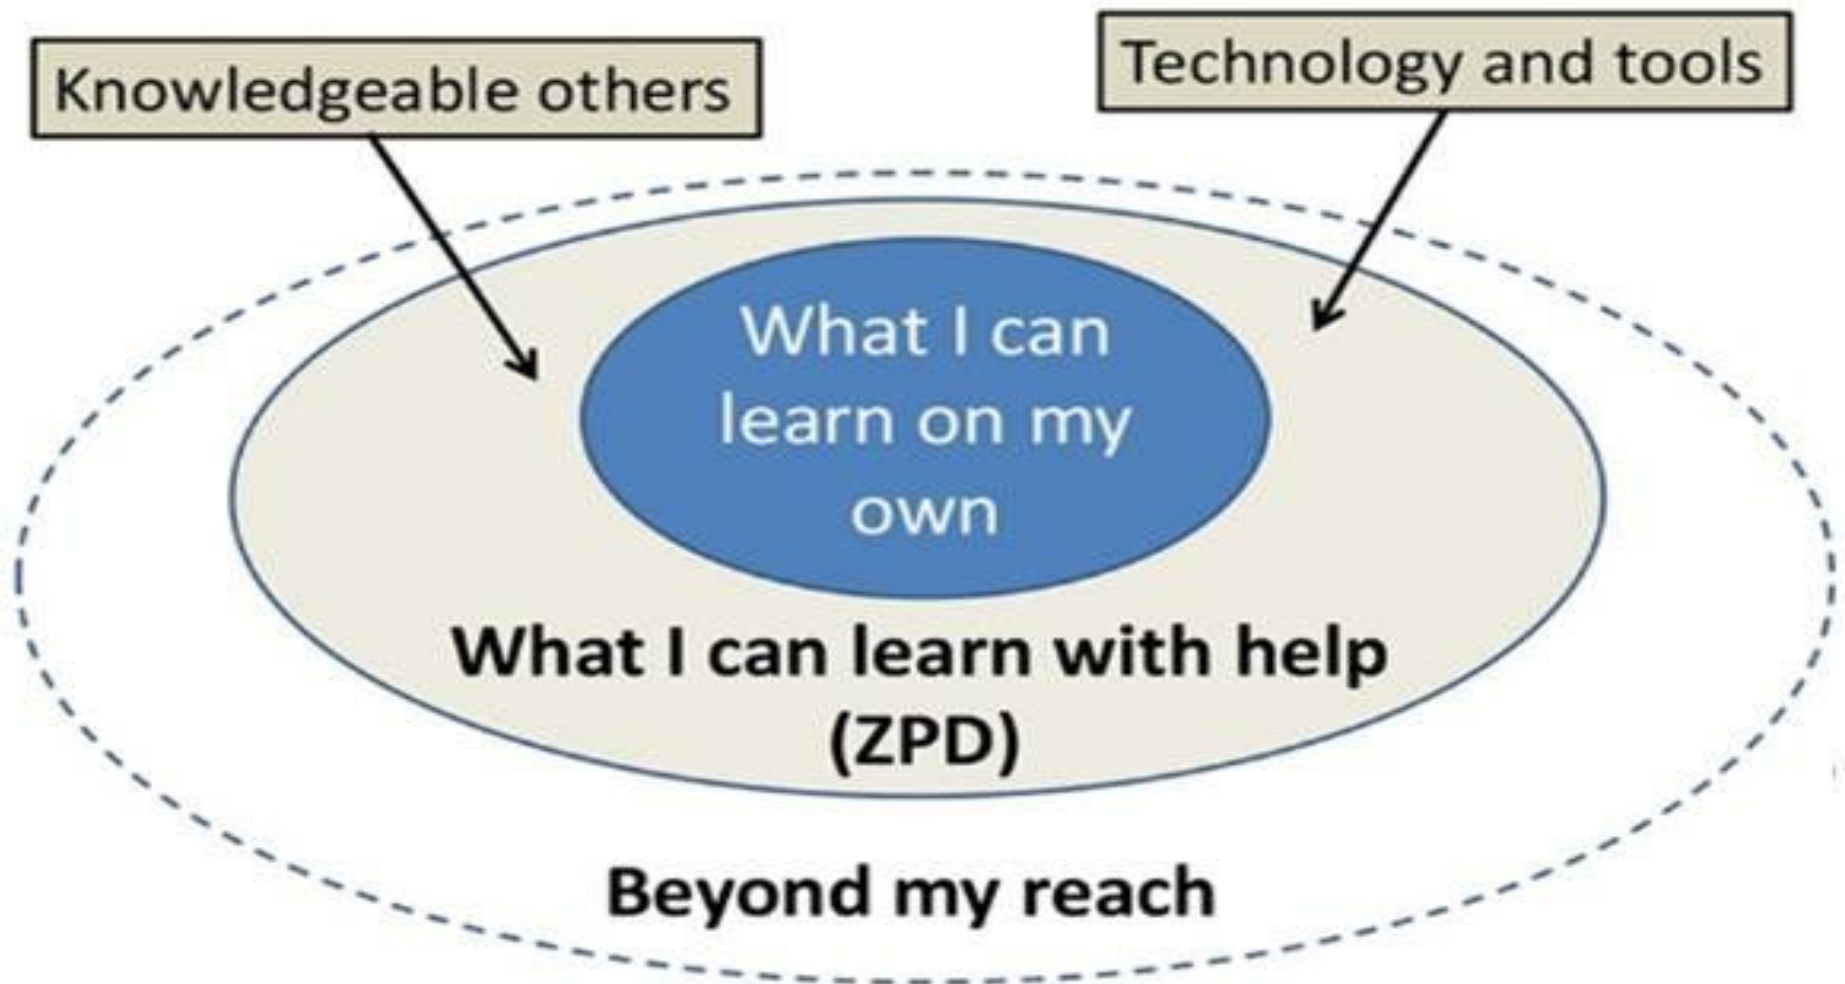 Knowledgeable others
Technology and tools
What I can
learn on my
own
What I can learn with help
(ZPD)
Beyond my reach